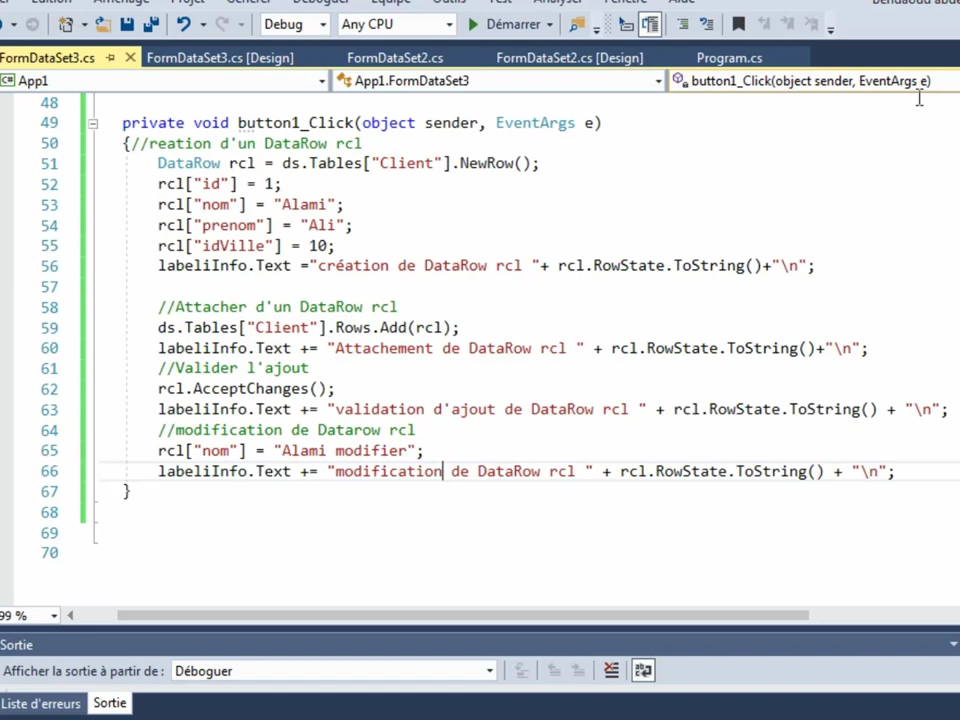 Debug Any CPU Démarrer
FormDataSet3.cs FormDataSet3.cs [Design] FormDataSet2.cs FormDataSet2.cs [Design] Program.cs
App1 App1.FormDataSet3 button1_Click(object sender, EventArgs e)
48
49 private void button1_Click(object sender, EventArgs e)
50 {//reation d'un DataRow rcl
51 DataRow rcl = ds.Tables["Client"].NewRow();
52 rcl["id"] = 1;
53 rcl["nom"] = "Alami";
54 rcl["prenom"] = "Ali";
55 rcl["idVille"] = 10;
56 labeliInfo.Text ="création de DataRow rcl "+ rcl.RowState.ToString()+"\n";
57
58 //Attacher d'un DataRow rcl
59 ds.Tables["Client"].Rows.Add(rcl);
60 labeliInfo.Text += "Attachement de DataRow rcl " + rcl.RowState.ToString()+"\n";
61 //Valider l'ajout
62 rcl.AcceptChanges();
63 labeliInfo.Text += "validation d'ajout de DataRow rcl " + rcl.RowState.ToString() + "\n";
64 //modification de Datarow rcl
65 rcl["nom"] = "Alami modifier";
66 labeliInfo.Text += "modification de DataRow rcl " + rcl.RowState.ToString() + "\n";
67 }
68
69
70
99 %
Sortie
Afficher la sortie à partir de : Déboguer
Liste d'erreurs Sortie